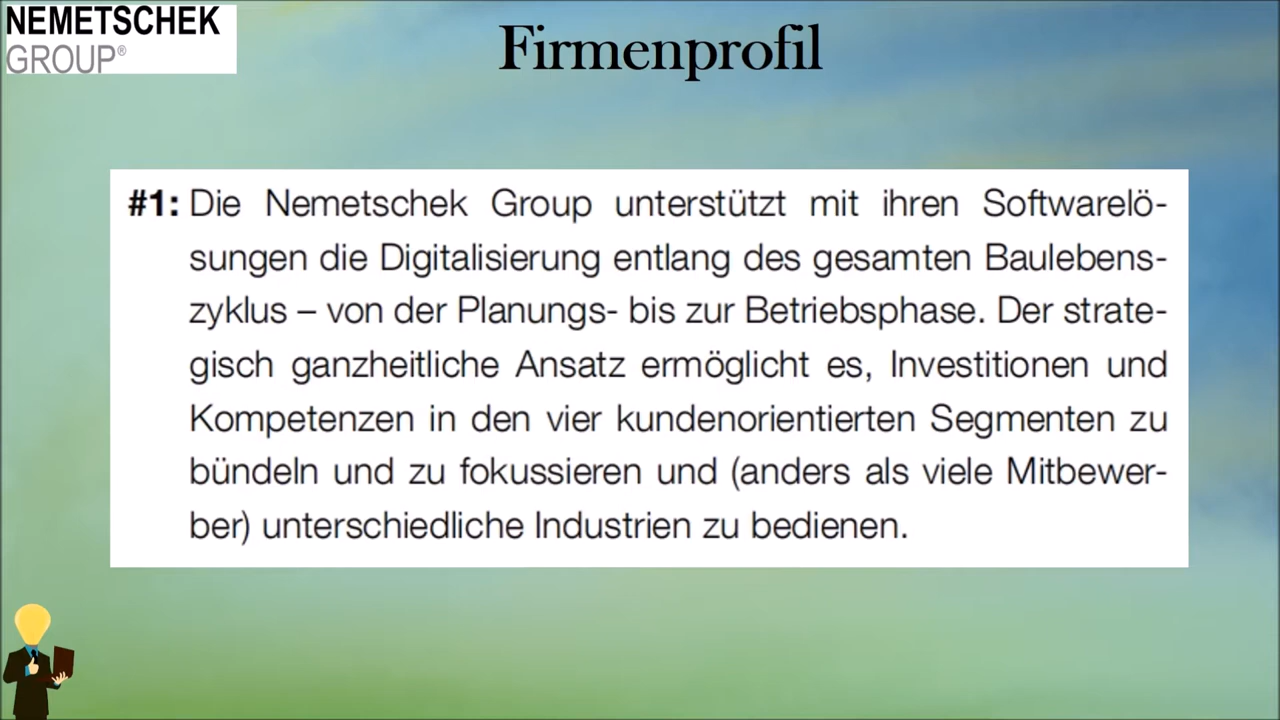 NEMETSCHEK
GROUP®
Firmenprofil
#1: Die Nemetschek Group unterstützt mit ihren Softwarelö-
sungen die Digitalisierung entlang des gesamten Baulebens-
zyklus – von der Planungs- bis zur Betriebsphase. Der strate-
gisch ganzheitliche Ansatz ermöglicht es, Investitionen und
Kompetenzen in den vier kundenorientierten Segmenten zu
bündeln und zu fokussieren und (anders als viele Mitbewer-
ber) unterschiedliche Industrien zu bedienen.